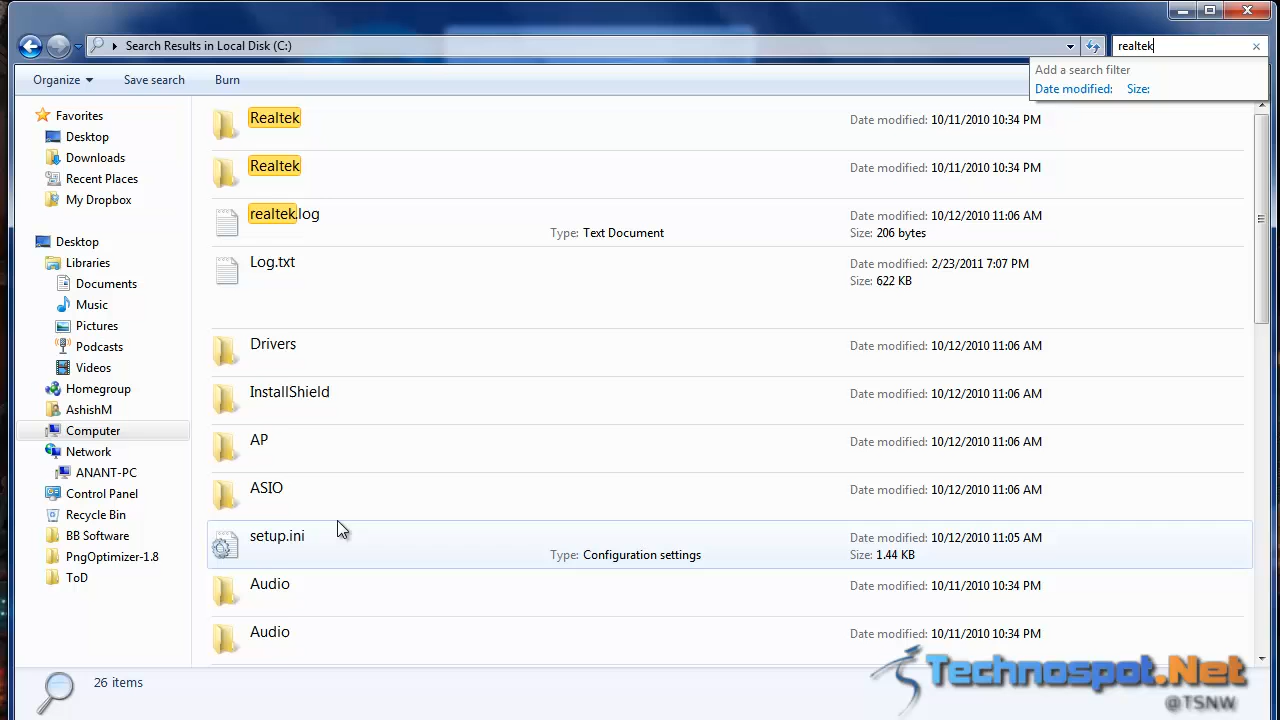 Search Results in Local Disk (C:)
realtek
Add a search filter
Date modified: Size:
Organize Save search Burn
Favorites
Desktop
Downloads
Recent Places
My Dropbox
Desktop
Libraries
Documents
Music
Pictures
Podcasts
Videos
Homegroup
AshishM
Computer
Network
ANANT-PC
Control Panel
Recycle Bin
BB Software
PngOptimizer-1.8
ToD
Realtek Date modified: 10/11/2010 10:34 PM
Realtek Date modified: 10/11/2010 10:34 PM
realtek.log Date modified: 10/12/2010 11:06 AM
Type: Text Document Size: 206 bytes
Log.txt Date modified: 2/23/2011 7:07 PM
Size: 622 KB
Drivers Date modified: 10/12/2010 11:06 AM
InstallShield Date modified: 10/12/2010 11:06 AM
AP Date modified: 10/12/2010 11:06 AM
ASIO Date modified: 10/12/2010 11:06 AM
setup.ini Date modified: 10/12/2010 11:05 AM
Type: Configuration settings Size: 1.44 KB
Audio Date modified: 10/11/2010 10:34 PM
Audio Date modified: 10/11/2010 10:34 PM
26 items
Technospot.Net
@TSNW